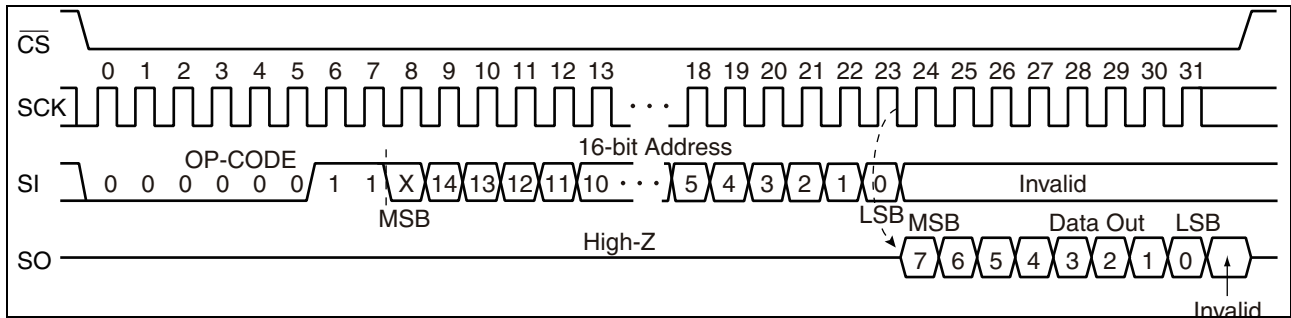 CS
0 1 2 3 4 5 6 7 8 9 10 11 12 13 18 19 20 21 22 23 24 25 26 27 28 29 30 31
SCK · · ·
OP-CODE 16-bit Address
SI 0 0 0 0 0 0 1 1 X 14 13 12 11 10 · · · 5 4 3 2 1 0 Invalid
MSB LSB MSB Data Out LSB
High-Z
SO 7 6 5 4 3 2 1 0
Invalid